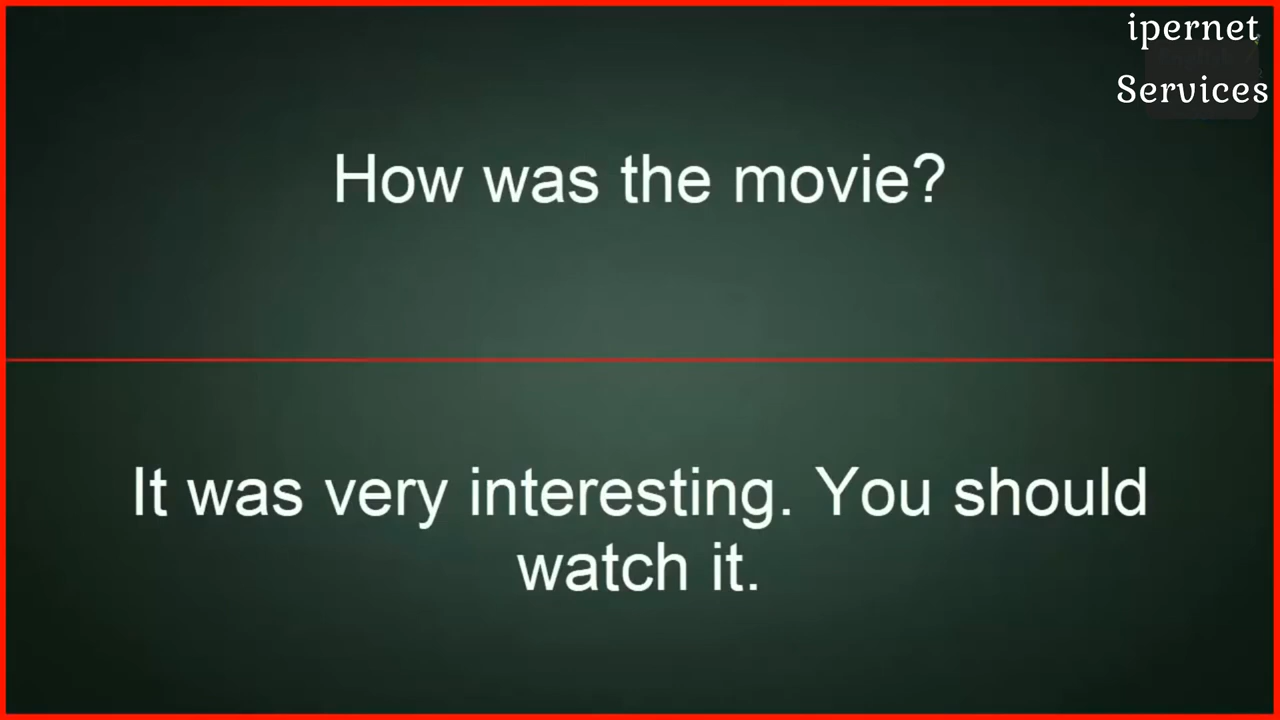 ipernet
Services
How was the movie?
It was very interesting. You should
watch it.